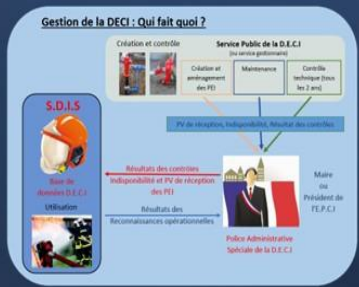 Gestion de la DECI : Qui fait quoi ?
Création et contrôle
Service Public de la D.E.C.I
(ou service gestionnaire)
Création et
aménagement
des PEI
Maintenance
Contrôle
technique (tous
les 2 ans)
PV de réception, Indisponibilité, Résultat des contrôles
S.D.I.S
Base de
données D.E.C.I
Utilisation
Résultats des contrôles
Indisponibilité et PV de réception
des PEI
Résultats des
Reconnaissances opérationnelles
Maire
ou
Président de
l'E.P.C.I
Police Administrative
Spéciale de la D.E.C.I